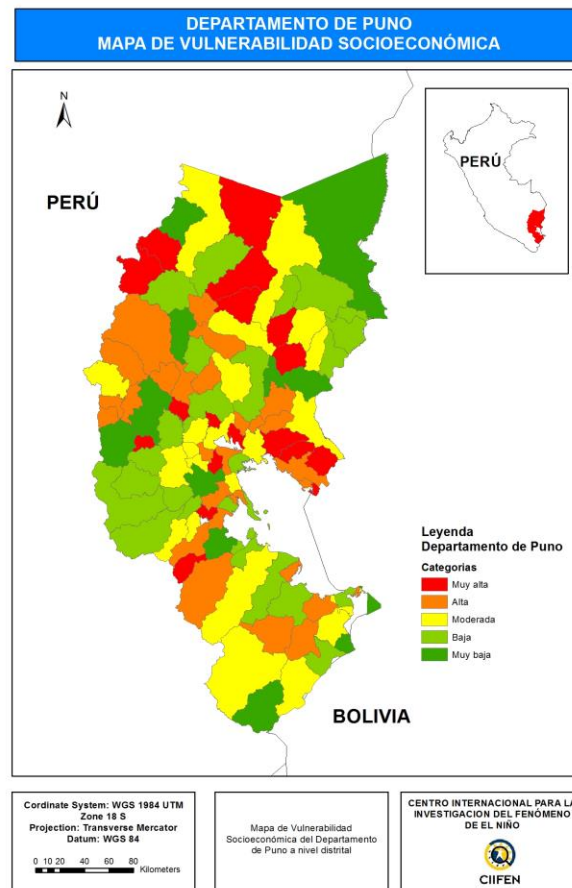 DEPARTAMENTO DE PUNO
MAPA DE VULNERABILIDAD SOCIOECONÓMICA
N
PERÚ
PERÚ
Leyenda
Departamento de Puno
Categorias
Muy alta
Alta
Moderada
Baja
Muy baja
BOLIVIA
Cordinate System: WGS 1984 UTM
Zone 18 S
Projection: Transverse Mercator
Datum: WGS 84
0 10 20 40 60 80
Kilometers
Mapa de Vulnerabilidad
Socioeconómica del Departamento
de Puno a nivel distrital
CENTRO INTERNACIONAL PARA LA
INVESTIGACION DEL FENÓMENO
DE EL NIÑO
CIIFEN